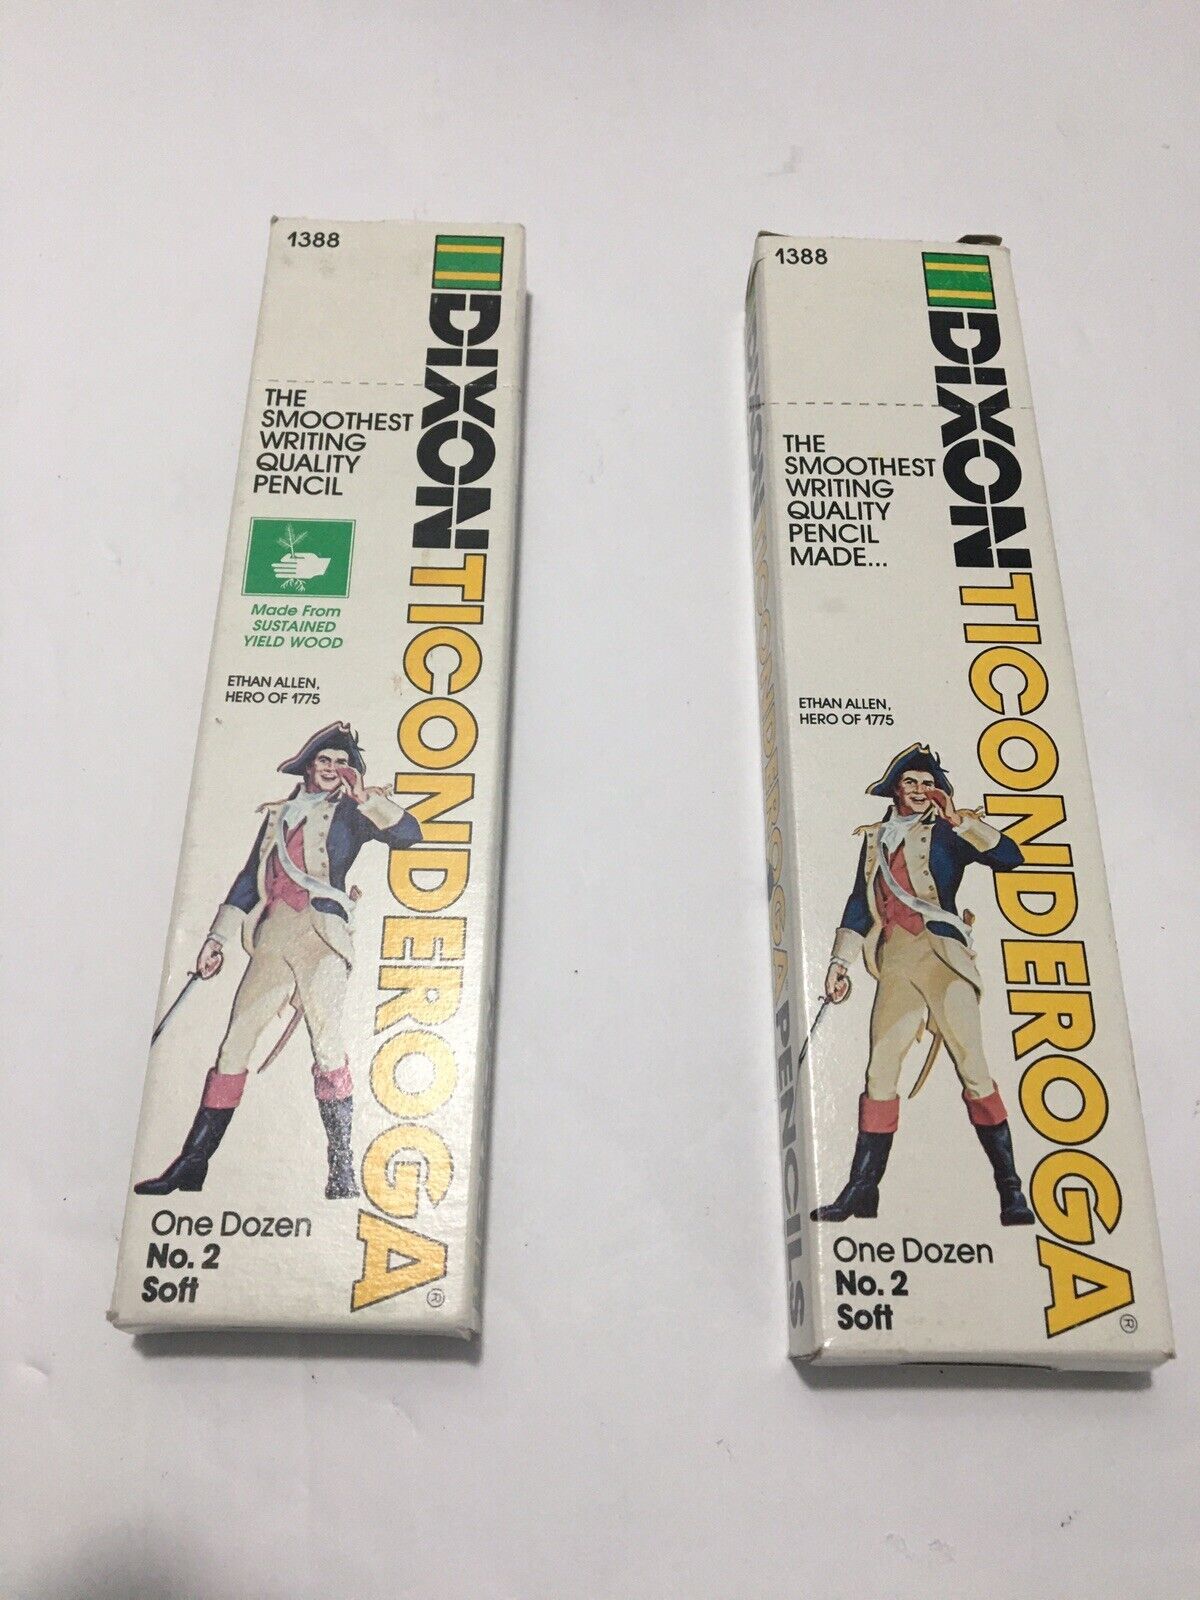 1388
DIXON TICONDEROGA®
THE
SMOOTHEST
WRITING
QUALITY
PENCIL
Made From
SUSTAINED
YIELD WOOD
ETHAN ALLEN,
HERO OF 1775
One Dozen
No. 2
Soft
1388
DIXON TICONDEROGA®
THE
SMOOTHEST
WRITING
QUALITY
PENCIL
MADE...
ETHAN ALLEN,
HERO OF 1775
One Dozen
No. 2
Soft
DIXON TICONDEROGA® PENCILS